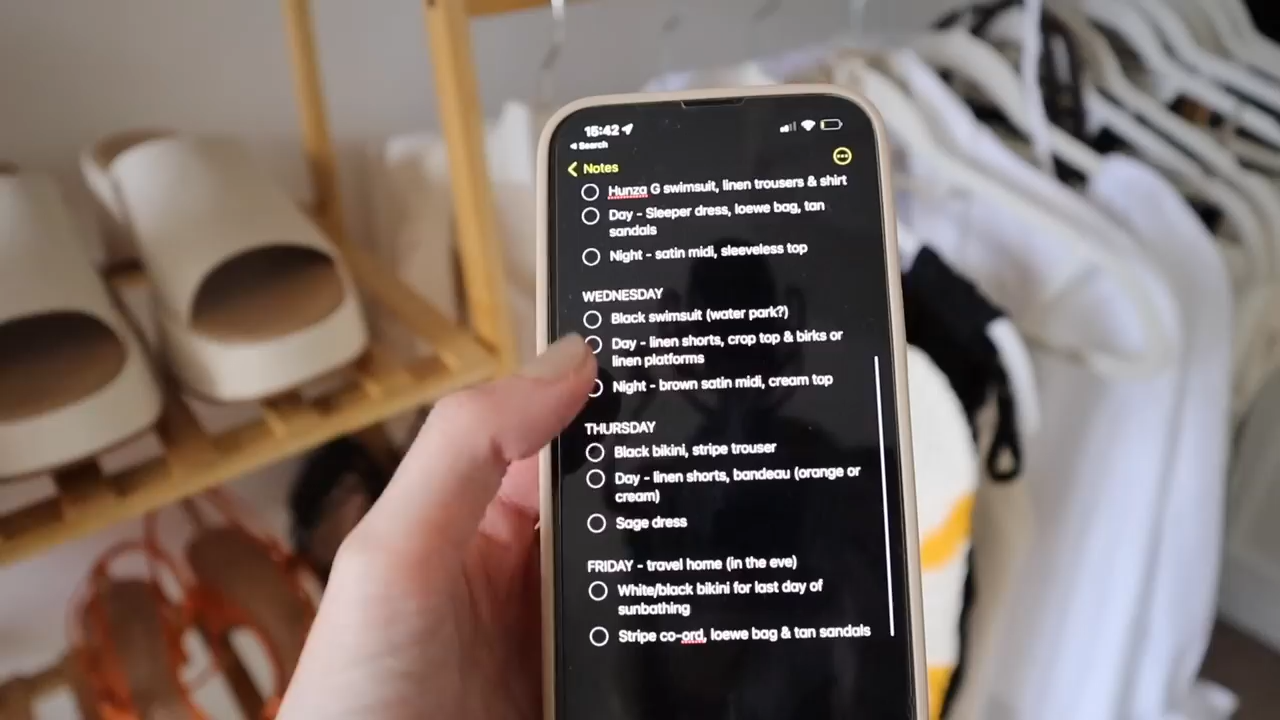 16:42
Search
Notes
Hunza G swimsuit, linen trousers & shirt
Day - Sleeper dress, loewe bag, tan
sandals
Night - satin midi, sleeveless top
WEDNESDAY
Black swimsuit (water park?)
Day - linen shorts, crop top & birks or
linen platforms
Night - brown satin midi, cream top
THURSDAY
Black bikini, stripe trouser
Day - linen shorts, bandeau (orange or
cream)
Sage dress
FRIDAY - travel home (in the eve)
White/black bikini for last day of
sunbathing
Stripe co-ord, loewe bag & tan sandals